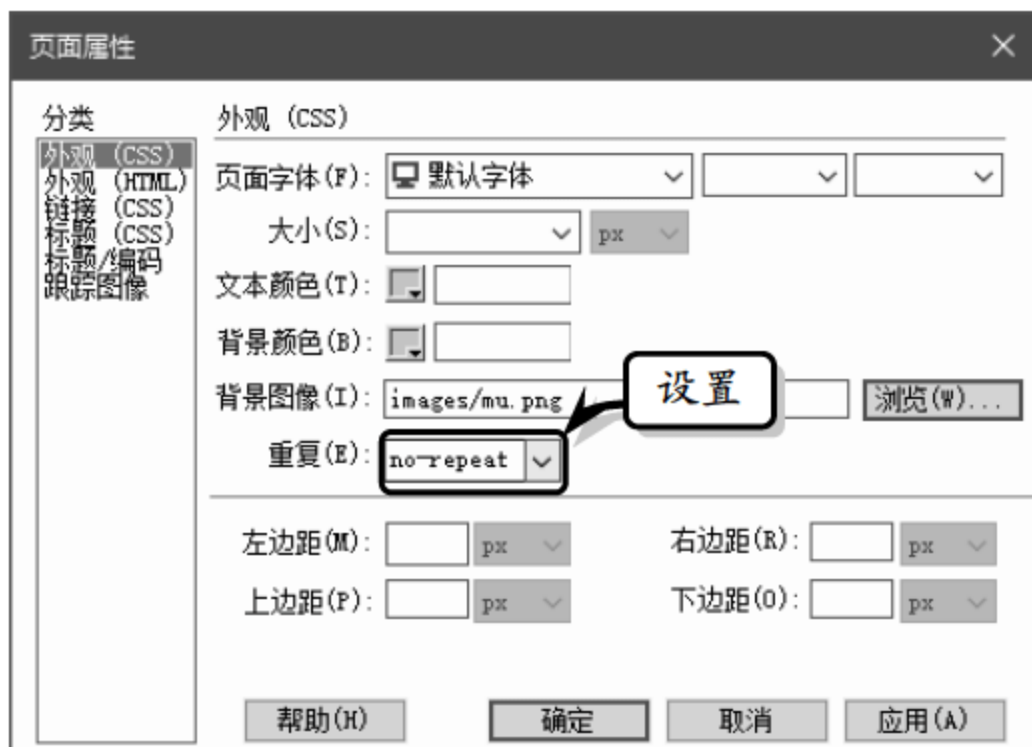 页面属性
分类
外观 (CSS)
外观 (HTML)
链接 (CSS)
标题 (CSS)
标题/编码
跟踪图像
外观 (CSS)
页面字体(F): 默认字体
大小(S): px
文本颜色(T):
背景颜色(B):
背景图像(I): images/mu.png 浏览(W)...
设置
重复(E): no-repeat
左边距(M): px 右边距(R): px
上边距(P): px 下边距(O): px
帮助(H) 确定 取消 应用(A)